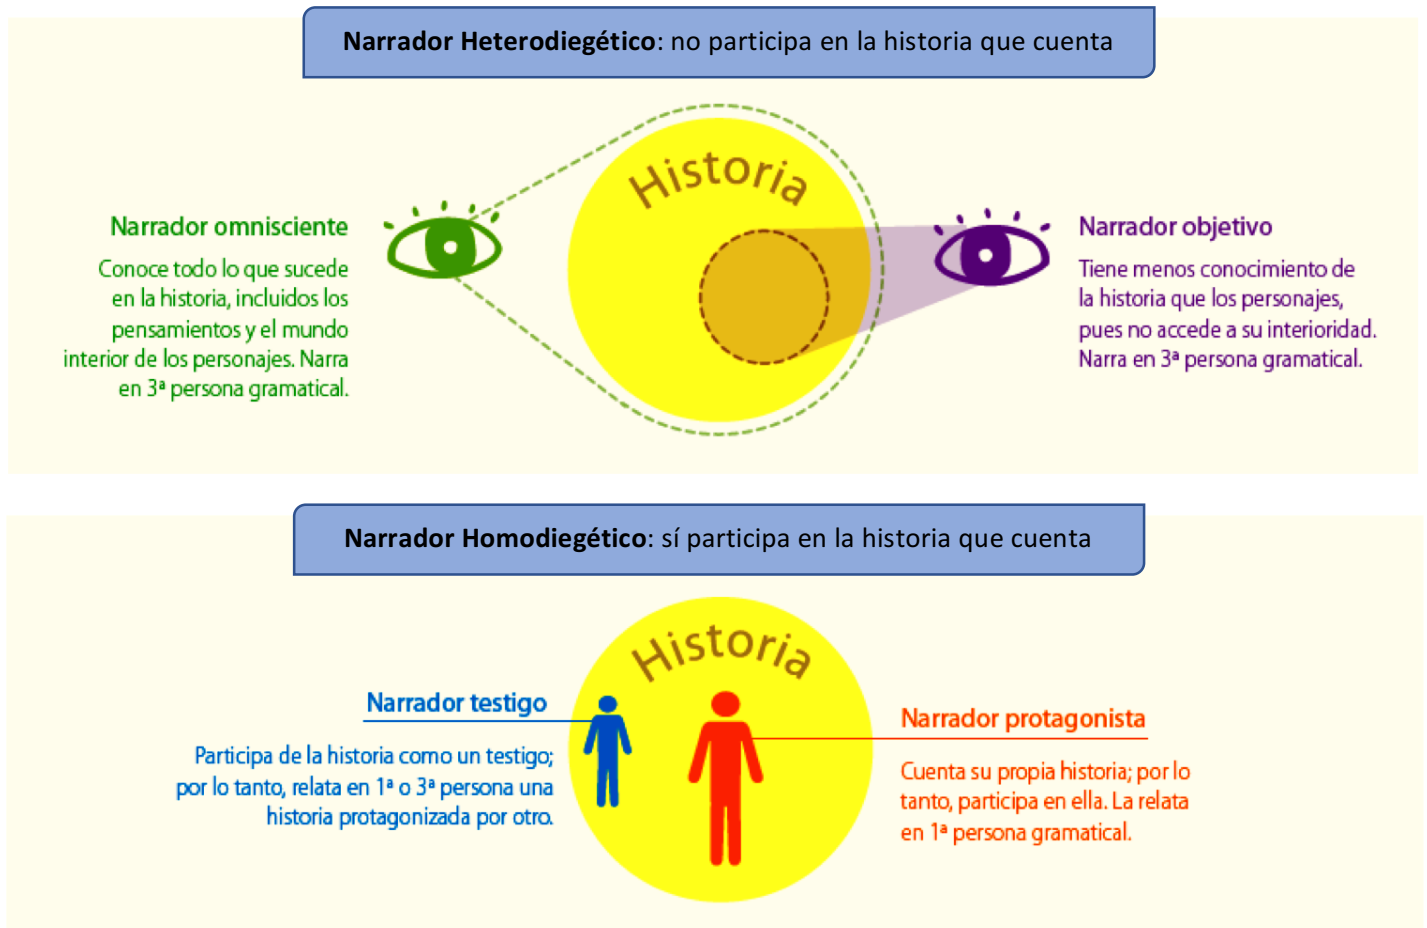 Narrador Heterodiegético: no participa en la historia que cuenta
Historia
Narrador omnisciente
Conoce todo lo que sucede
en la historia, incluidos los
pensamientos y el mundo
interior de los personajes. Narra
en 3ª persona gramatical.
Narrador objetivo
Tiene menos conocimiento de
la historia que los personajes,
pues no accede a su interioridad.
Narra en 3ª persona gramatical.
Narrador Homodiegético: sí participa en la historia que cuenta
Historia
Narrador testigo
Participa de la historia como un testigo;
por lo tanto, relata en 1ª o 3ª persona una
historia protagonizada por otro.
Narrador protagonista
Cuenta su propia historia; por lo
tanto, participa en ella. La relata
en 1ª persona gramatical.